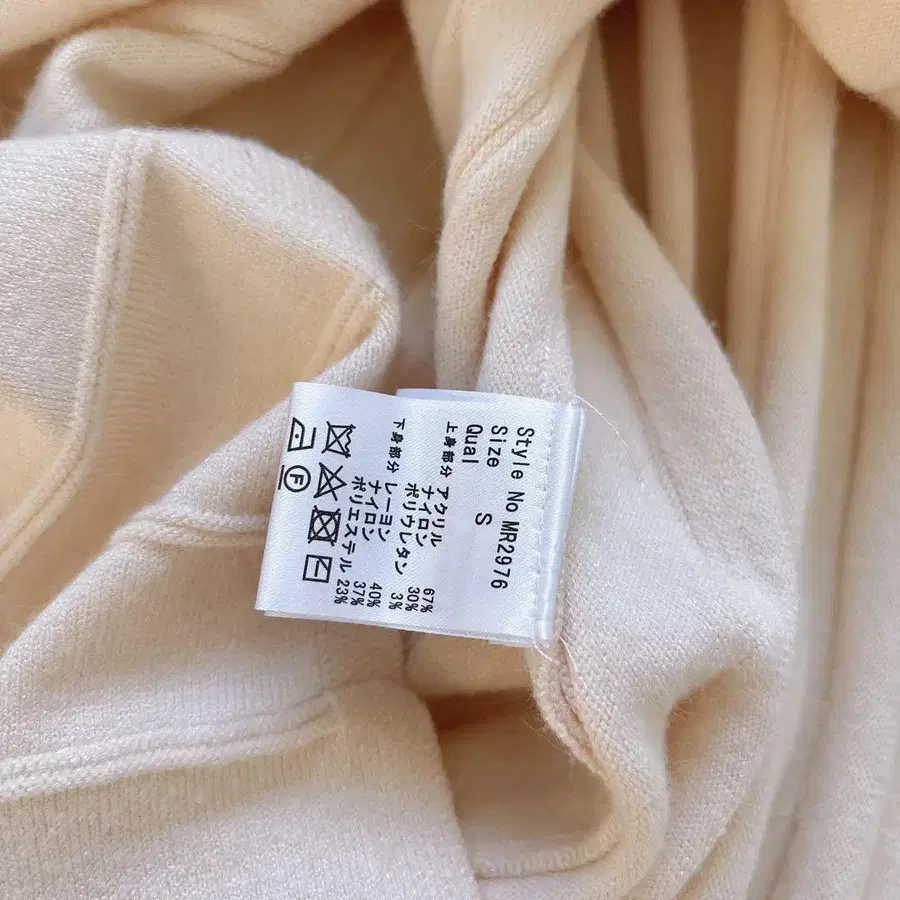 Style No MR2976
Size
Qual S
上身部分 アクリル 67%
ナイロン 30%
ポリウレタン 3%
下身部分 レーヨン 40%
ナイロン 37%
ポリエステル 23%
F